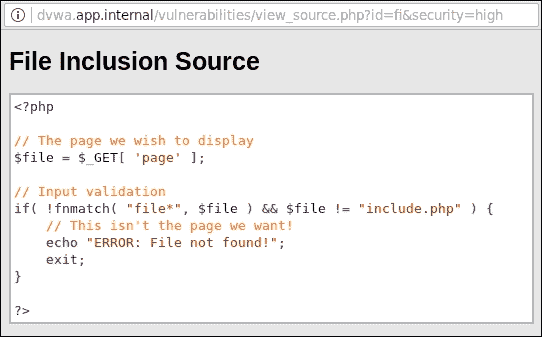 dvwa.app.internal/vulnerabilities/view_source.php?id=fi&security=high
File Inclusion Source
<?php
// The page we wish to display
$file = $_GET[ 'page' ];
// Input validation
if( !fnmatch( "file*", $file ) && $file != "include.php" ) {
    // This isn't the page we want!
    echo "ERROR: File not found!";
    exit;
}
?>